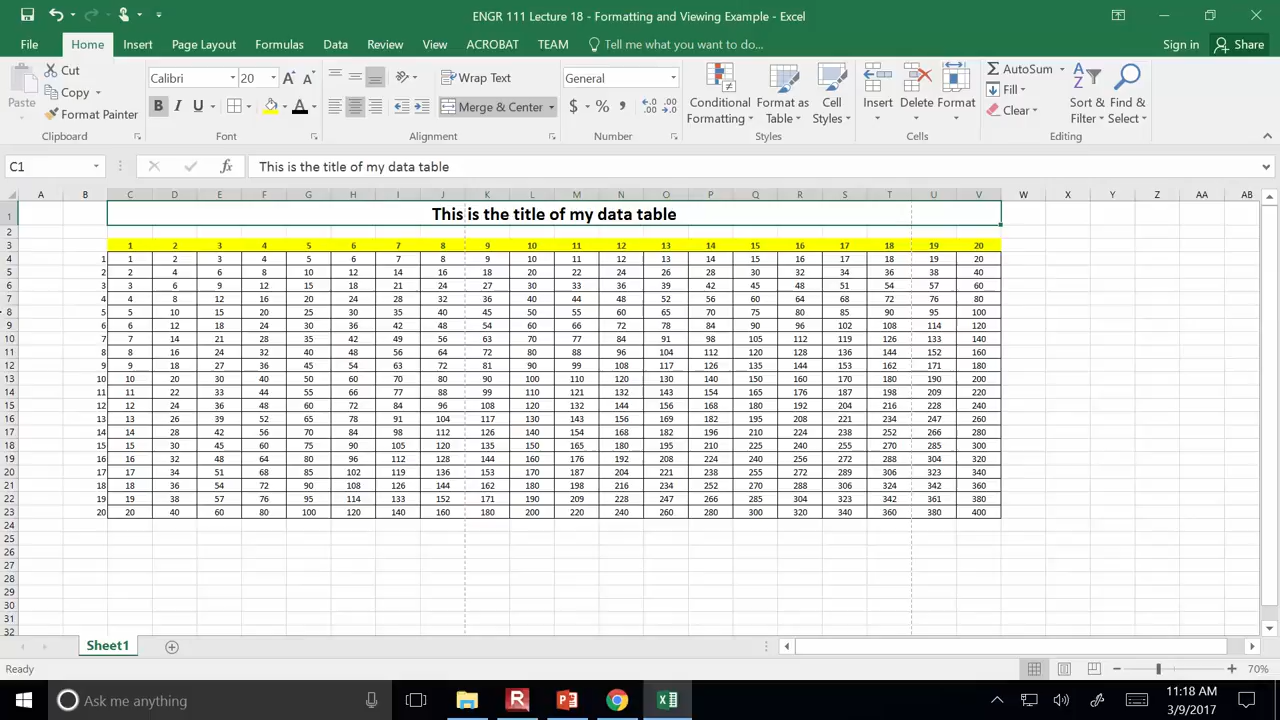 ENGR 111 Lecture 18 - Formatting and Viewing Example - Excel
File Home Insert Page Layout Formulas Data Review View ACROBAT TEAM Tell me what you want to do... Sign in Share
Paste Cut Copy Format Painter
Calibri 20
Wrap Text Merge & Center
General
Conditional Formatting Format as Table Cell Styles
Insert Delete Format
AutoSum Fill Clear Sort & Filter Find & Select
Clipboard Font Alignment Number Styles Cells Editing
C1 fx This is the title of my data table
A B C D E F G H I J K L M N O P Q R S T U V W X Y Z AA AB
1 This is the title of my data table
2
3 1 2 3 4 5 6 7 8 9 10 11 12 13 14 15 16 17 18 19 20
4 1 1 2 3 4 5 6 7 8 9 10 11 12 13 14 15 16 17 18 19 20
5 2 2 4 6 8 10 12 14 16 18 20 22 24 26 28 30 32 34 36 38 40
6 3 3 6 9 12 15 18 21 24 27 30 33 36 39 42 45 48 51 54 57 60
7 4 4 8 12 16 20 24 28 32 36 40 44 48 52 56 60 64 68 72 76 80
8 5 5 10 15 20 25 30 35 40 45 50 55 60 65 70 75 80 85 90 95 100
9 6 6 12 18 24 30 36 42 48 54 60 66 72 78 84 90 96 102 108 114 120
10 7 7 14 21 28 35 42 49 56 63 70 77 84 91 98 105 112 119 126 133 140
11 8 8 16 24 32 40 48 56 64 72 80 88 96 104 112 120 128 136 144 152 160
12 9 9 18 27 36 45 54 63 72 81 90 99 108 117 126 135 144 153 162 171 180
13 10 10 20 30 40 50 60 70 80 90 100 110 120 130 140 150 160 170 180 190 200
14 11 11 22 33 44 55 66 77 88 99 110 121 132 143 154 165 176 187 198 209 220
15 12 12 24 36 48 60 72 84 96 108 120 132 144 156 168 180 192 204 216 228 240
16 13 13 26 39 52 65 78 91 104 117 130 143 156 169 182 195 208 221 234 247 260
17 14 14 28 42 56 70 84 98 112 126 140 154 168 182 196 210 224 238 252 266 280
18 15 15 30 45 60 75 90 105 120 135 150 165 180 195 210 225 240 255 270 285 300
19 16 16 32 48 64 80 96 112 128 144 160 176 192 208 224 240 256 272 288 304 320
20 17 17 34 51 68 85 102 119 136 153 170 187 204 221 238 255 272 289 306 323 340
21 18 18 36 54 72 90 108 126 144 162 180 198 216 234 252 270 288 306 324 342 360
22 19 19 38 57 76 95 114 133 152 171 190 209 228 247 266 285 304 323 342 361 380
23 20 20 40 60 80 100 120 140 160 180 200 220 240 260 280 300 320 340 360 380 400
24
25
26
27
28
29
30
31
32
Sheet1
Ready 70%
Ask me anything 11:18 AM
3/9/2017